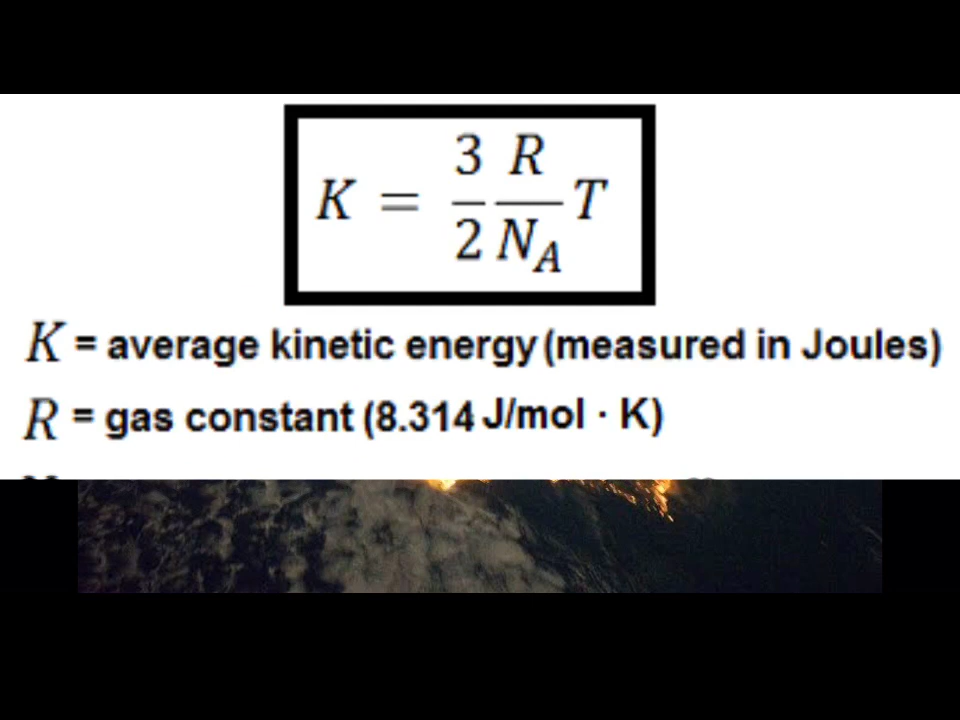 K = 3/2 R/N_A T
K = average kinetic energy (measured in Joules)
R = gas constant (8.314 J/mol · K)